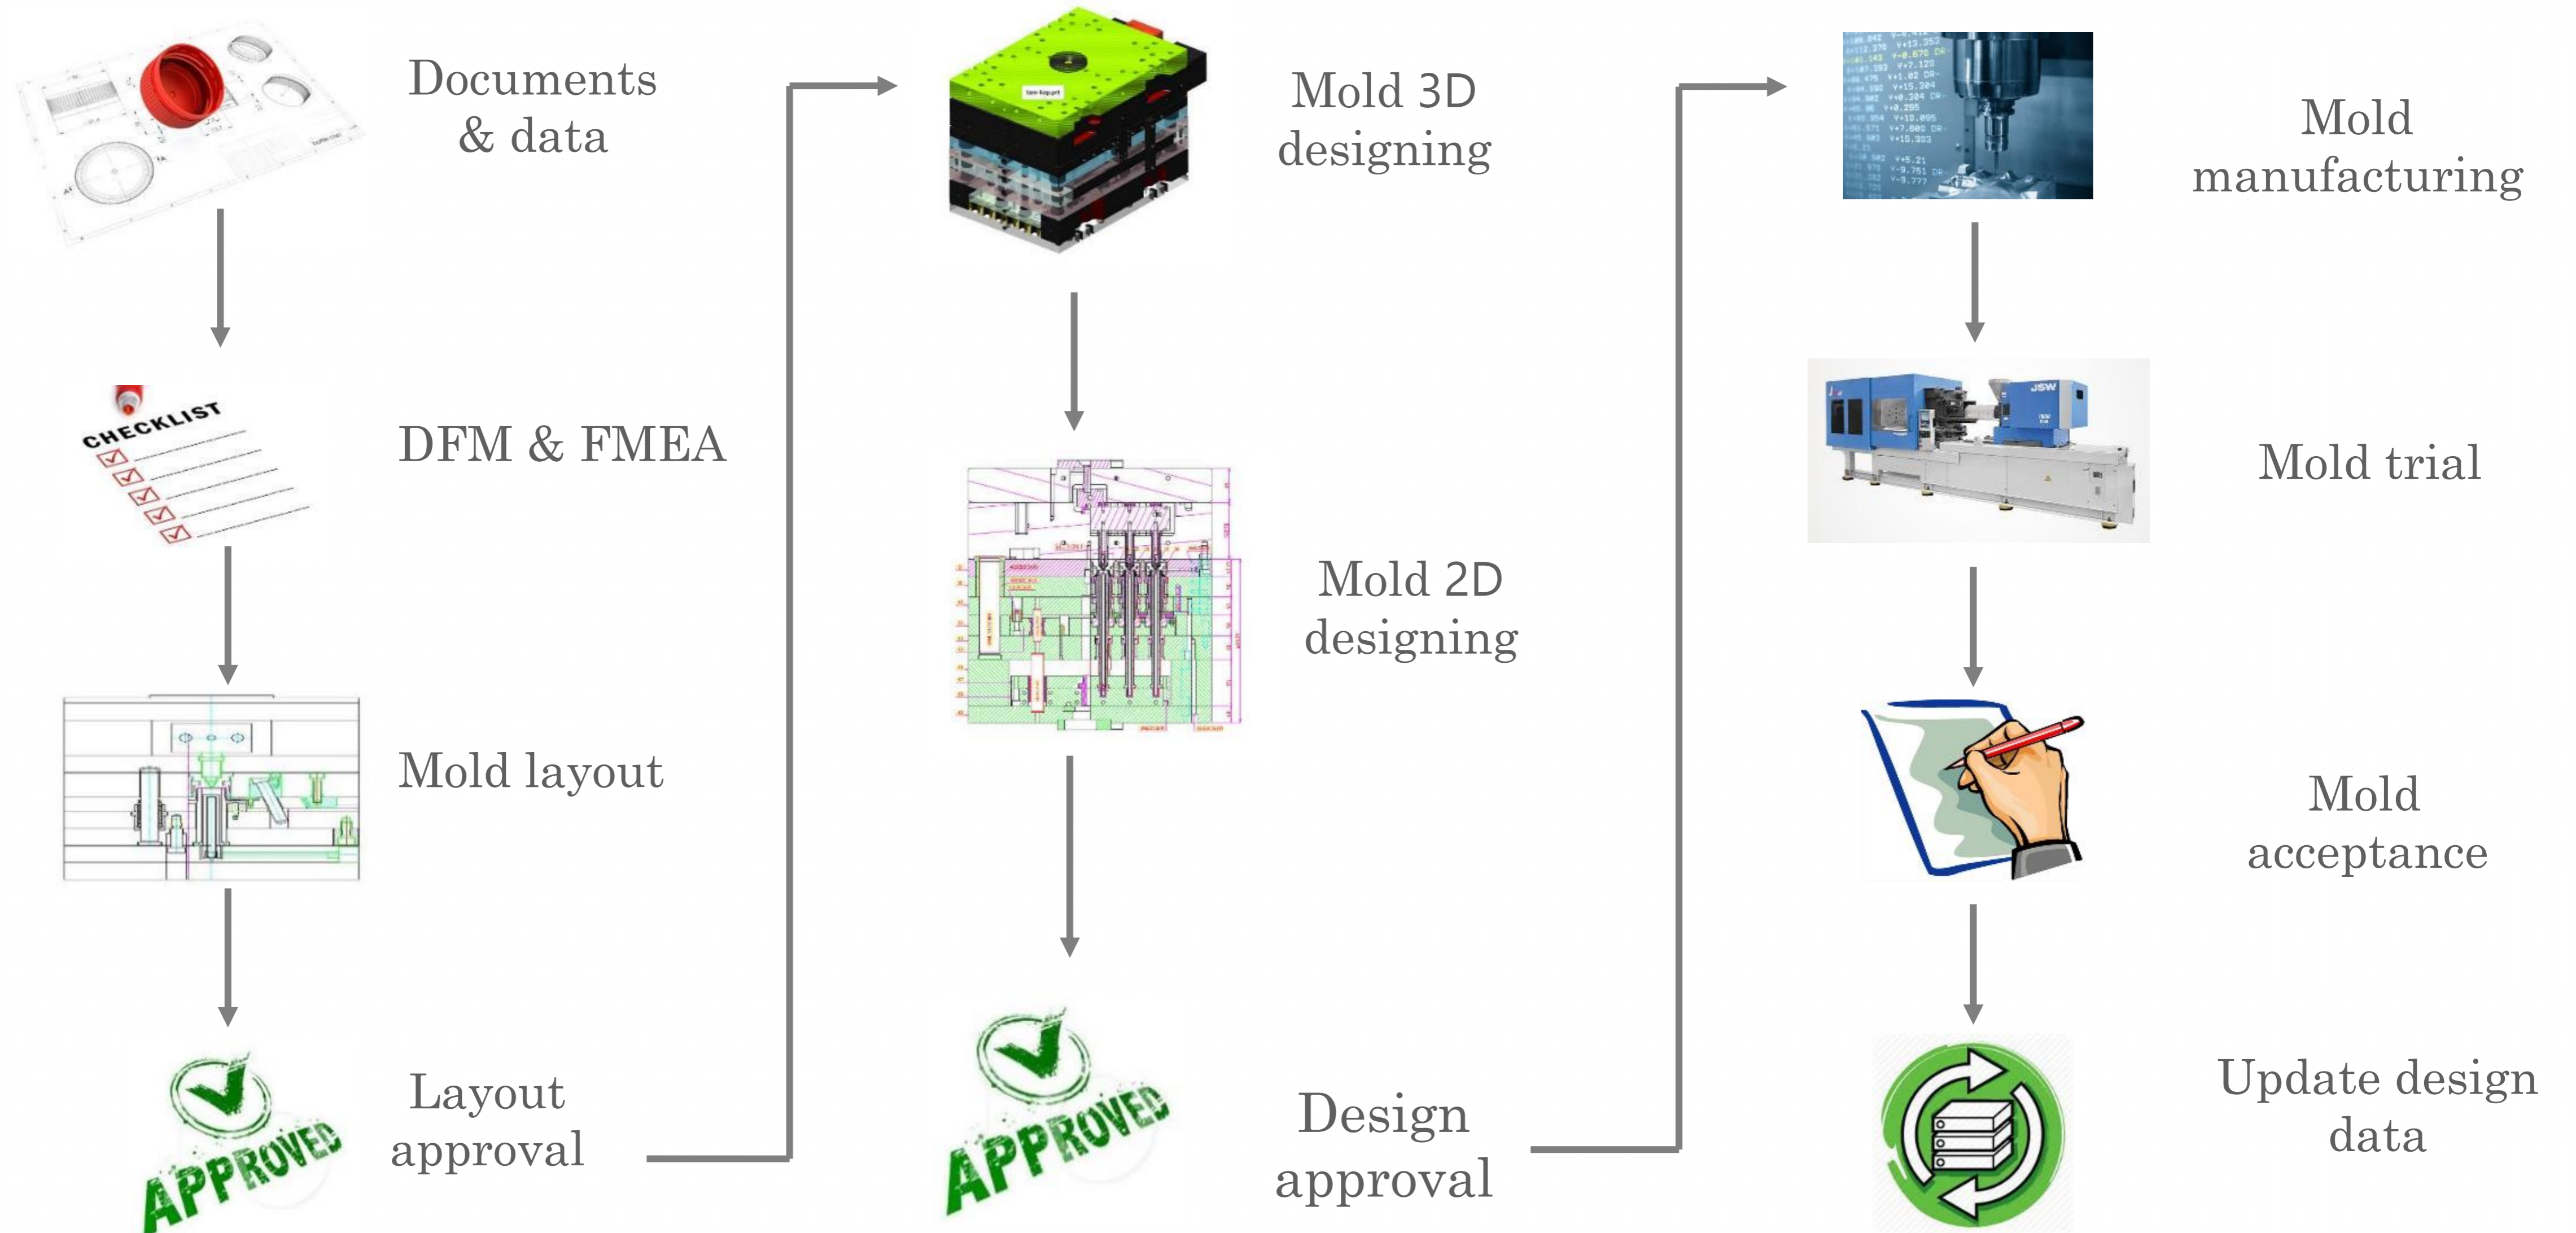 Documents
& data
CHECKLIST
DFM & FMEA
Mold layout
APPROVED
Layout
approval
Mold 3D
designing
Mold 2D
designing
APPROVED
Design
approval
Mold
manufacturing
JSW
Mold trial
Mold
acceptance
Update design
data